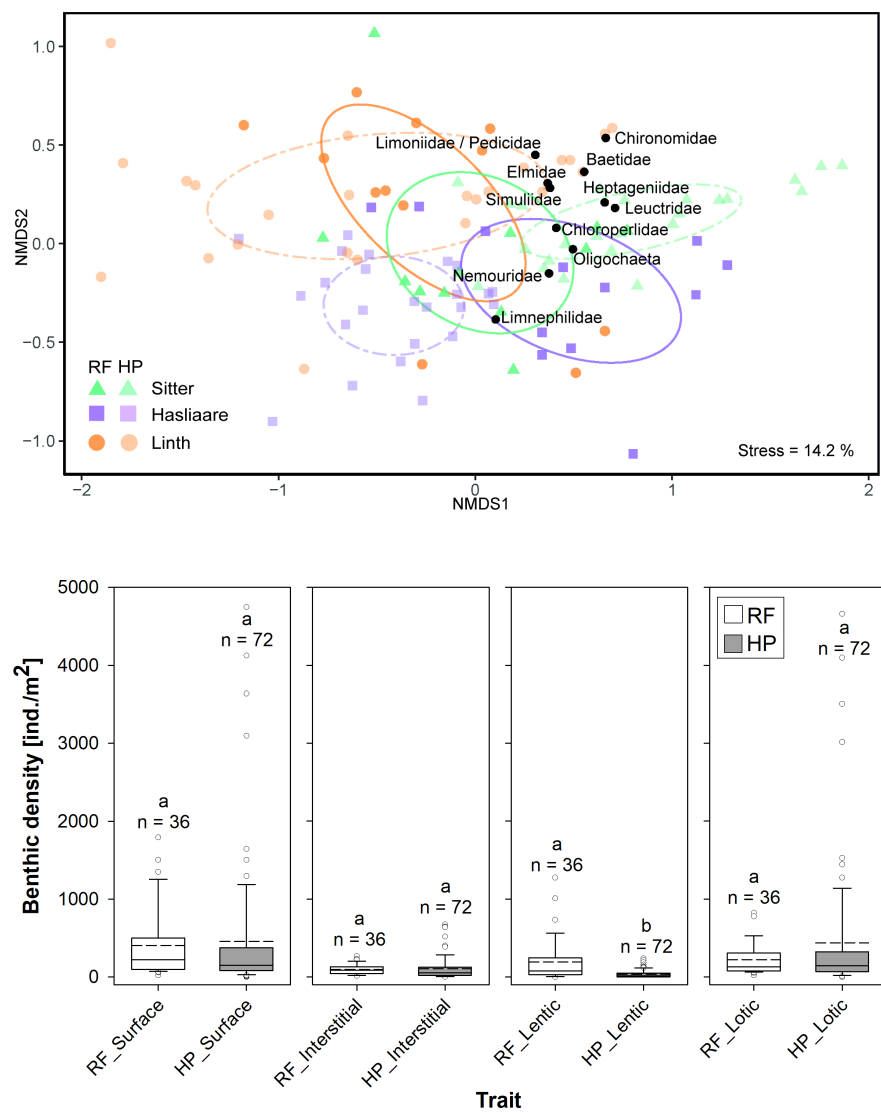 1.0
0.5
0.0
−0.5
−1.0
NMDS2
Chironomidae
Limoniidae / Pedicidae
Baetidae
Elmidae
Heptageniidae
Simuliidae
Leuctridae
Chloroperlidae
Oligochaeta
Nemouridae
Limnephilidae
RF HP
Sitter
Hasliaare
Linth
Stress = 14.2 %
−2
−1
0
1
2
NMDS1
5000
4000
3000
2000
1000
0
Benthic density [ind./m²]
a
n = 36
a
n = 72
a
n = 36
a
n = 72
a
n = 36
b
n = 72
RF
HP
a
n = 36
a
n = 72
RF_Surface
HP_Surface
RF_Interstitial
HP_Interstitial
RF_Lentic
HP_Lentic
RF_Lotic
HP_Lotic
Trait